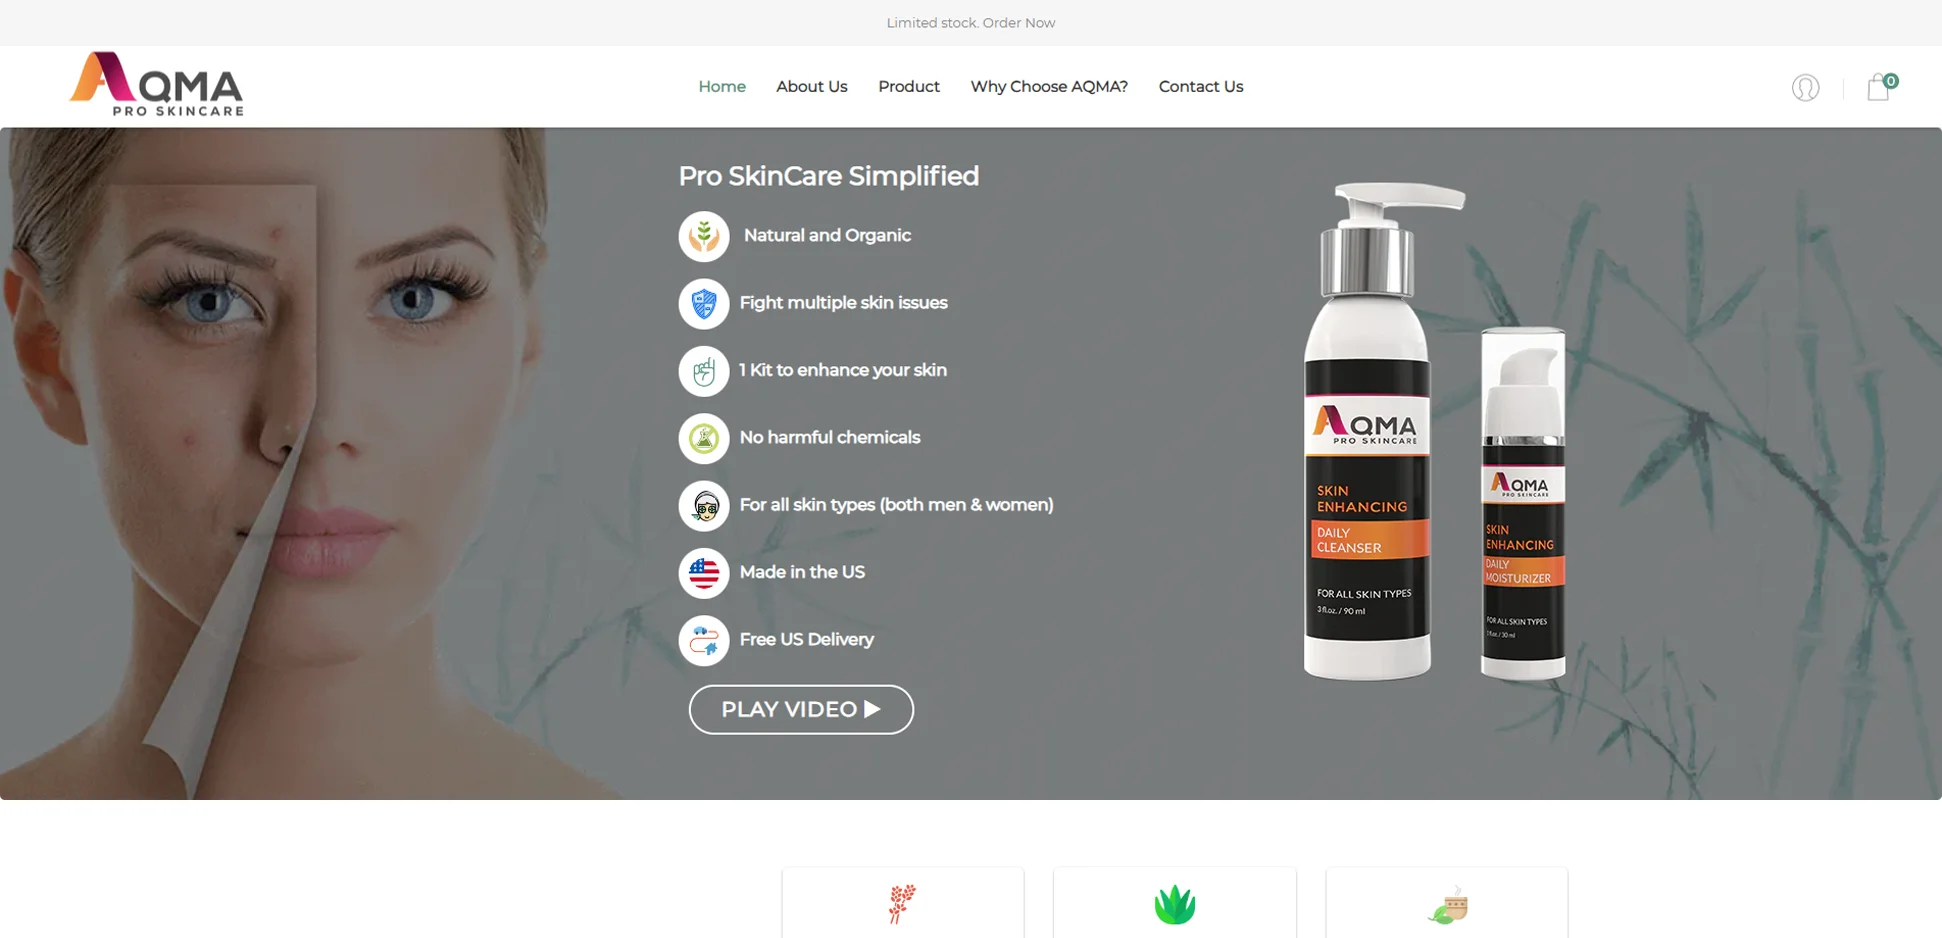 Limited stock. Order Now
AQMA
PRO SKINCARE
Home
About Us
Product
Why Choose AQMA?
Contact Us
0
Pro SkinCare Simplified
Natural and Organic
Fight multiple skin issues
1 Kit to enhance your skin
No harmful chemicals
For all skin types (both men & women)
Made in the US
Free US Delivery
PLAY VIDEO
AQMA
PRO SKINCARE
SKIN
ENHANCING
DAILY
CLEANSER
FOR ALL SKIN TYPES
3 fl.oz. / 90 ml
AQMA
PRO SKINCARE
SKIN
ENHANCING
DAILY
MOISTURIZER
FOR ALL SKIN TYPES
1 fl.oz. / 30 ml